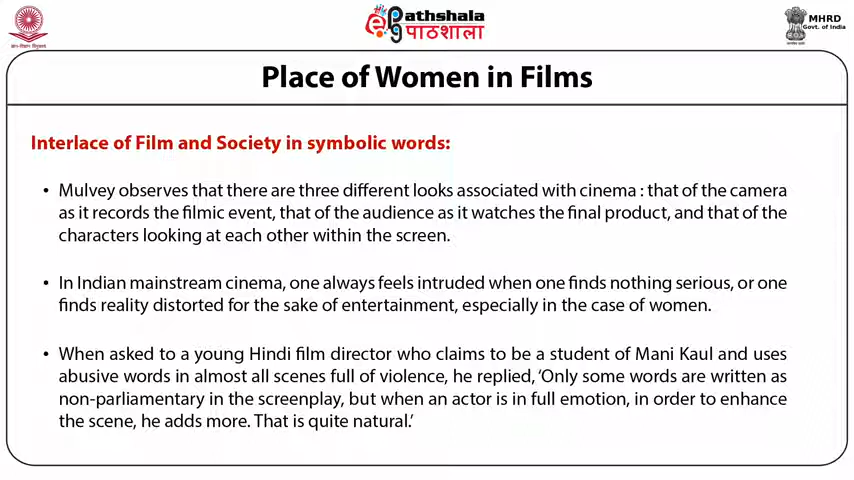 Pathshala
पाठशाला
MHRD
Govt. of India
Place of Women in Films
Interlace of Film and Society in symbolic words:
• Mulvey observes that there are three different looks associated with cinema : that of the camera
as it records the filmic event, that of the audience as it watches the final product, and that of the
characters looking at each other within the screen.
• In Indian mainstream cinema, one always feels intruded when one finds nothing serious, or one
finds reality distorted for the sake of entertainment, especially in the case of women.
• When asked to a young Hindi film director who claims to be a student of Mani Kaul and uses
abusive words in almost all scenes full of violence, he replied, ‘Only some words are written as
non-parliamentary in the screenplay, but when an actor is in full emotion, in order to enhance
the scene, he adds more. That is quite natural.’